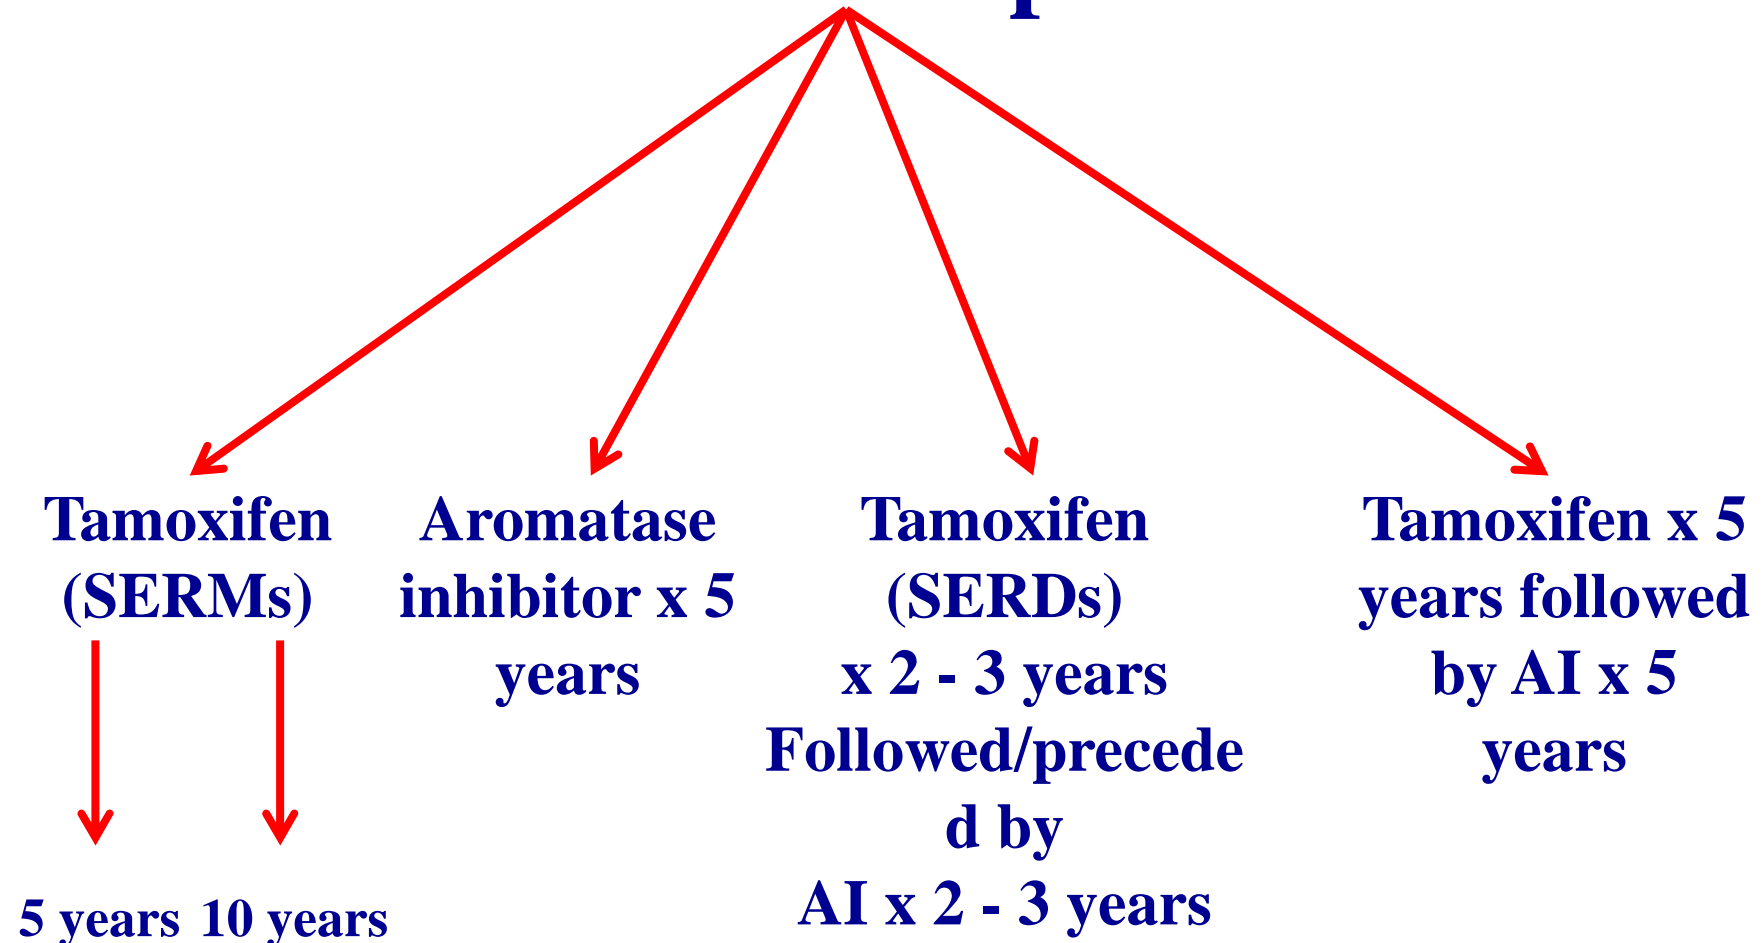 Tamoxifen
(SERMs)
5 years 10 years
Aromatase
inhibitor x 5
years
Tamoxifen
(SERDs)
x 2 - 3 years
Followed/precede
d by
AI x 2 - 3 years
Tamoxifen x 5
years followed
by AI x 5
years